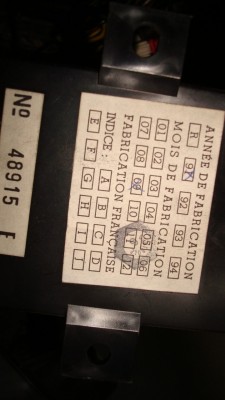 ANNÉE DE FABRICATION
R 91 92 93 94
MOIS DE FABRICATION
01 02 03 04 05 06
07 08 09 10 11 12
FABRICATION FRANÇAISE
INDICE: A B C D
E F G H I J
No 48915 E